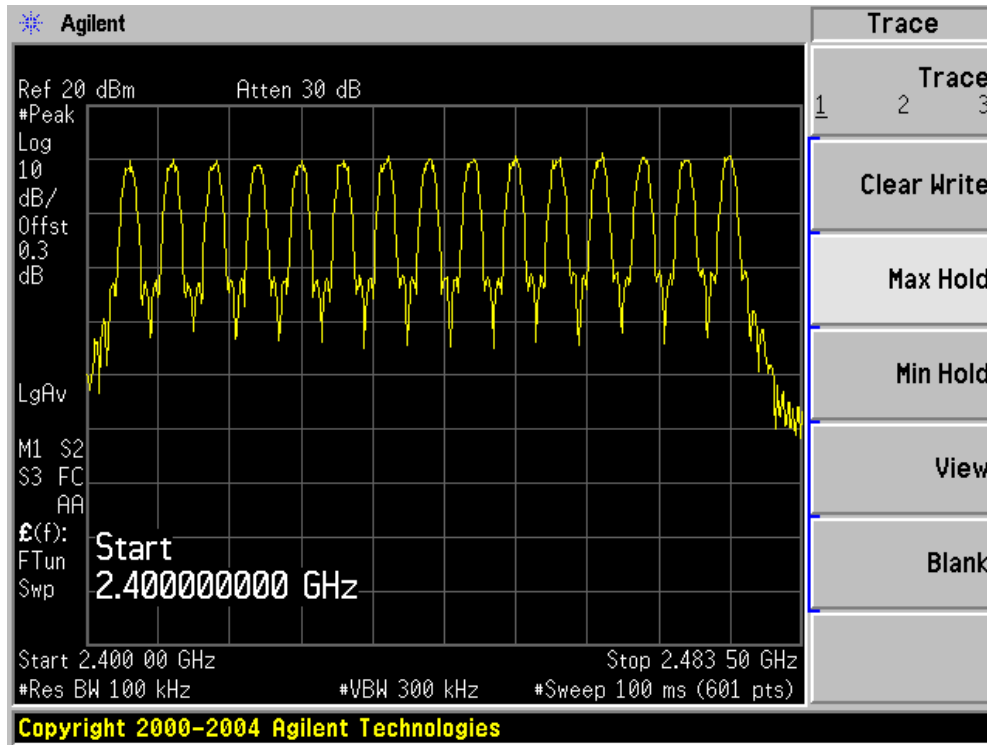 Agilent
Trace
Ref 20 dBm Atten 30 dB
#Peak
Log
10
dB/
Offst
0.3
dB
LgAv
M1 S2
S3 FC
AA
£(f):
FTun
Swp
Start
2.400000000 GHz
Start 2.400 00 GHz Stop 2.483 50 GHz
#Res BW 100 kHz #VBW 300 kHz #Sweep 100 ms (601 pts)
Copyright 2000-2004 Agilent Technologies
Trace
1 2 3
Clear Write
Max Hold
Min Hold
View
Blank